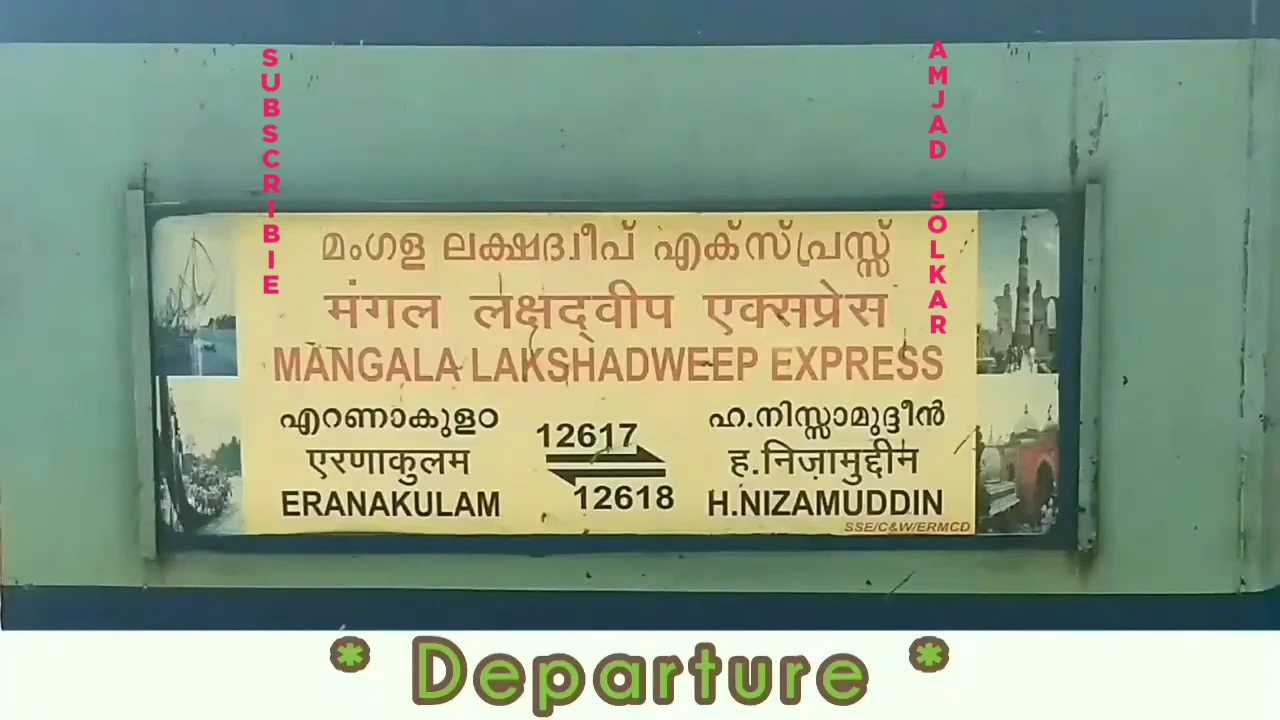 SUBSCRIBIE
AMJAD SOLKAR
മംഗള ലക്ഷദ്വീപ് എക്സ്പ്രസ്സ്
मंगल लक्षद्वीप एक्सप्रेस
MANGALA LAKSHADWEEP EXPRESS
എറണാകുളഠ
12617
ഹ.നിസ്സാമുദ്ദീൻ
एरणाकुलम
ह.निज़ामुद्दीन
ERANAKULAM
12618
H.NIZAMUDDIN
SSE/C&W/ERMCD
* Departure *